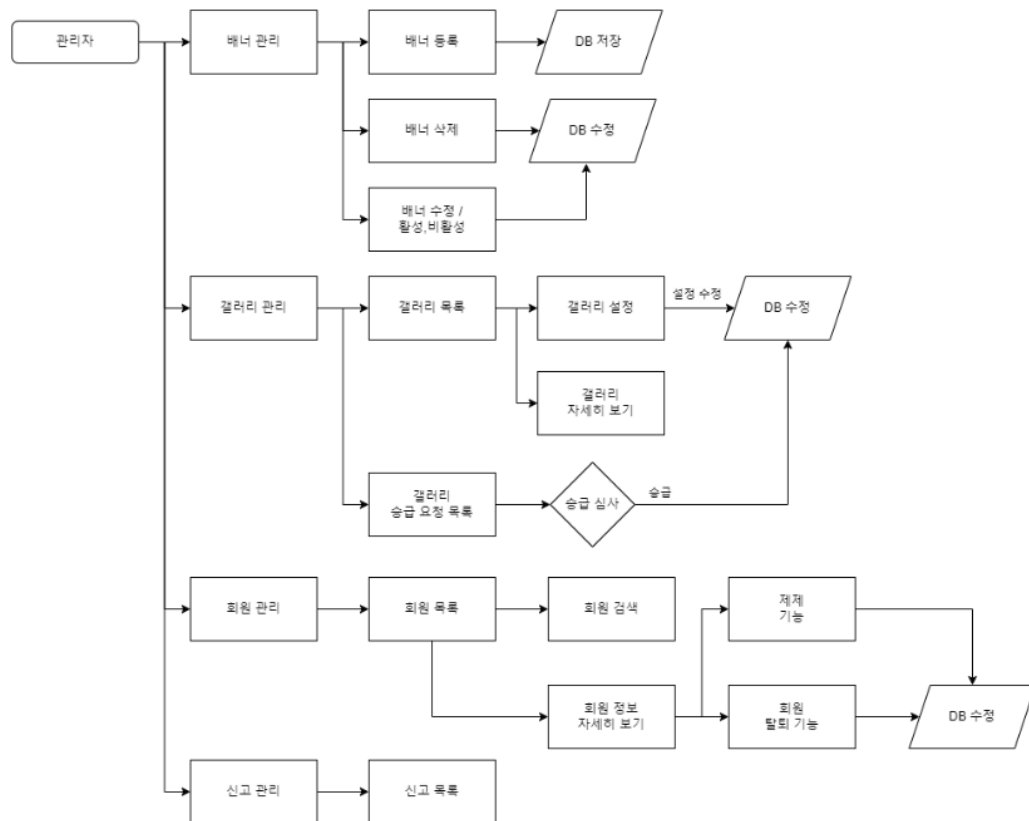 관리자
배너 관리
배너 등록
DB 저장
배너 삭제
DB 수정
배너 수정 /
활성,비활성
갤러리 관리
갤러리 목록
갤러리 설정
설정 수정
DB 수정
갤러리
자세히 보기
갤러리
승급 요청 목록
승급 심사
승급
회원 관리
회원 목록
회원 검색
제제
기능
회원 정보
자세히 보기
회원
탈퇴 기능
DB 수정
신고 관리
신고 목록